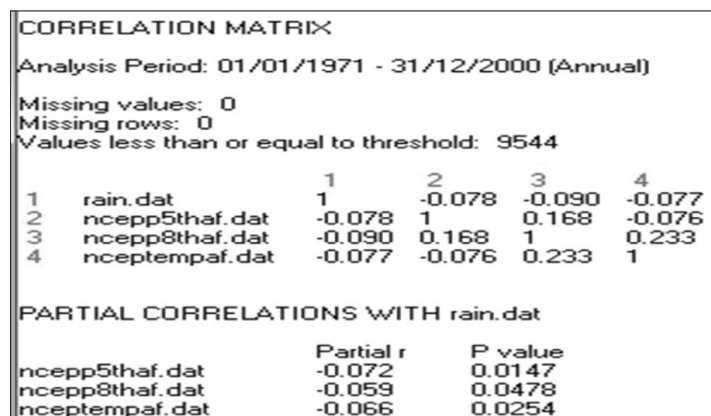 CORRELATION MATRIX
Analysis Period: 01/01/1971 - 31/12/2000 (Annual)
Missing values: 0
Missing rows: 0
Values less than or equal to threshold: 9544
1 2 3 4
1 rain.dat 1 -0.078 -0.090 -0.077
2 ncepp5thaf.dat -0.078 1 0.168 -0.076
3 ncepp8thaf.dat -0.090 0.168 1 0.233
4 nceptempaf.dat -0.077 -0.076 0.233 1
PARTIAL CORRELATIONS WITH rain.dat
Partial r P value
ncepp5thaf.dat -0.072 0.0147
ncepp8thaf.dat -0.059 0.0478
nceptempaf.dat -0.066 0.0254